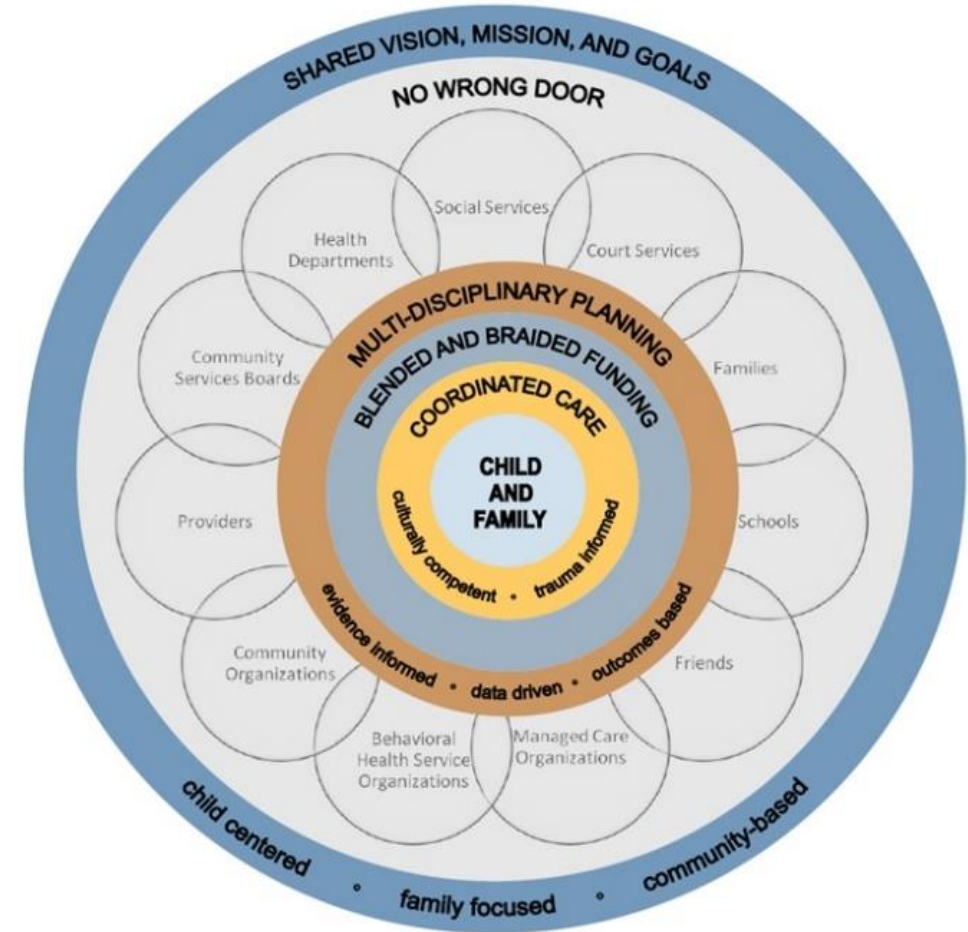 SHARED VISION, MISSION, AND GOALS
NO WRONG DOOR
Social Services
Health
Departments
Court Services
Community
Services Boards
Families
Providers
Schools
Community
Organizations
Friends
Behavioral
Health Service
Organizations
Managed Care
Organizations
MULTI-DISCIPLINARY PLANNING
BLENDED AND BRAIDED FUNDING
COORDINATED CARE
CHILD
AND
FAMILY
culturally competent • trauma informed
evidence informed • data driven • outcomes based
child centered ° family focused ° community-based